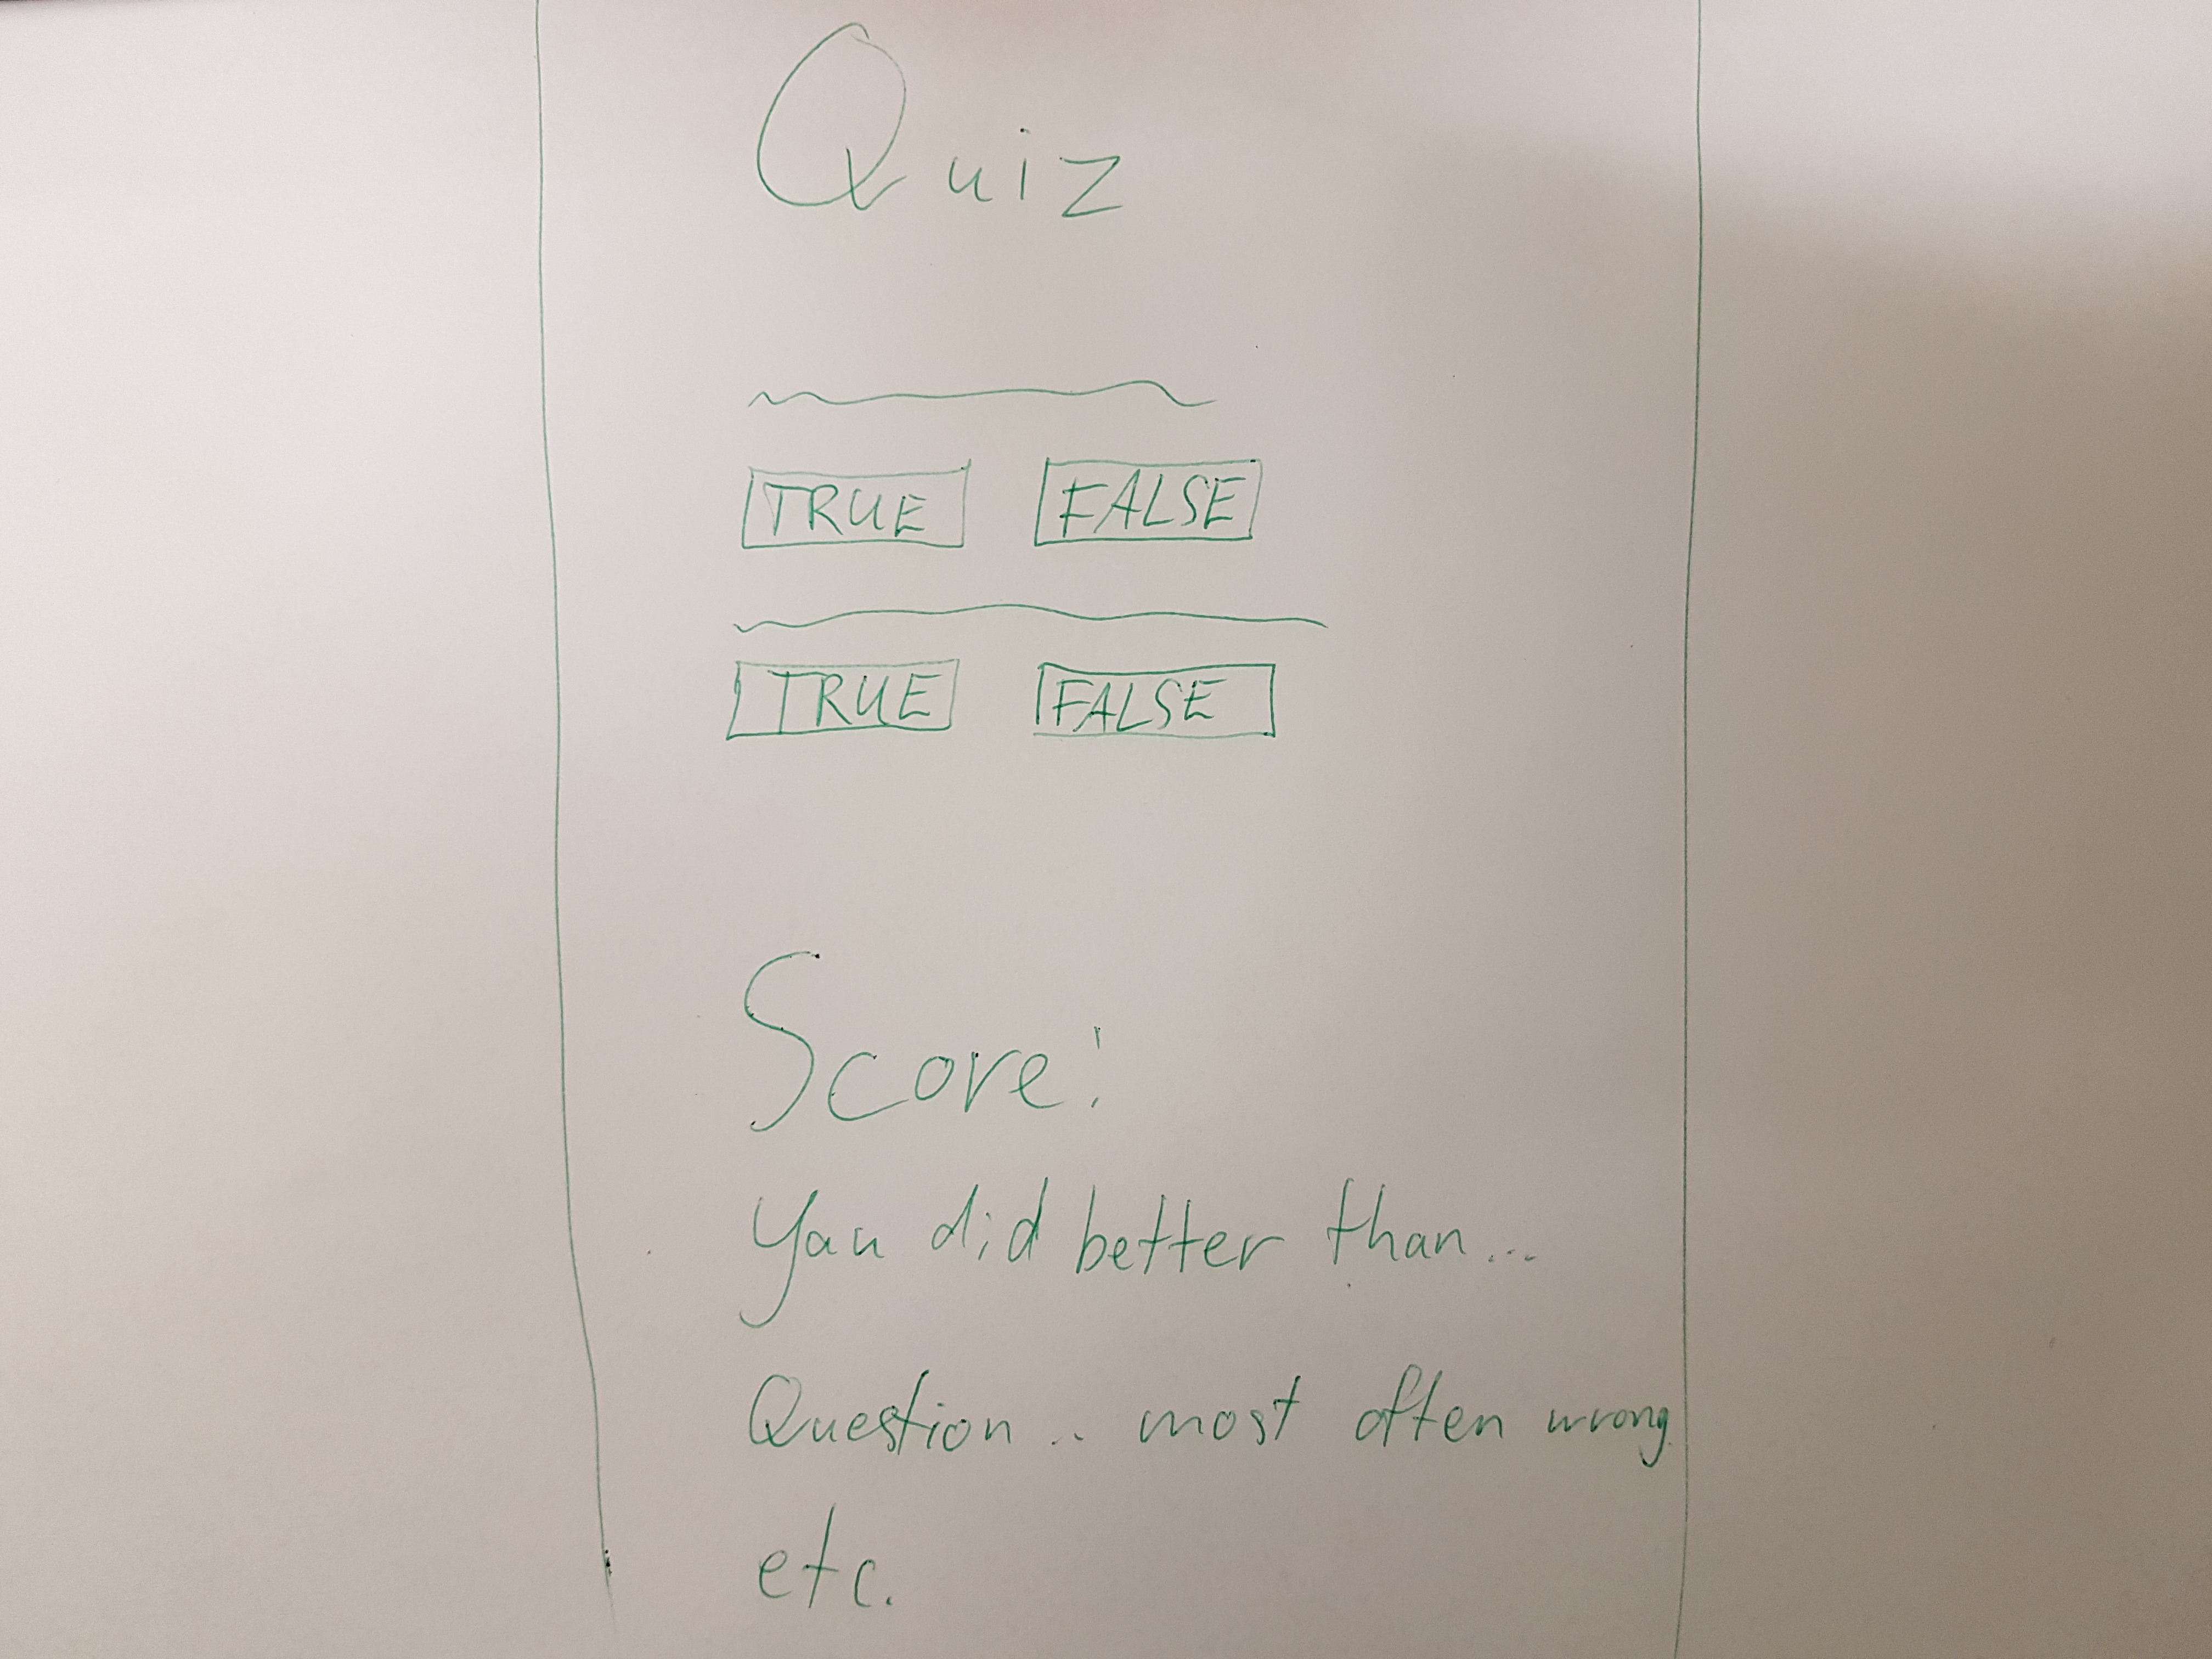 Quiz
TRUE FALSE
TRUE FALSE
Score:
You did better than...
Question... most often wrong
etc.